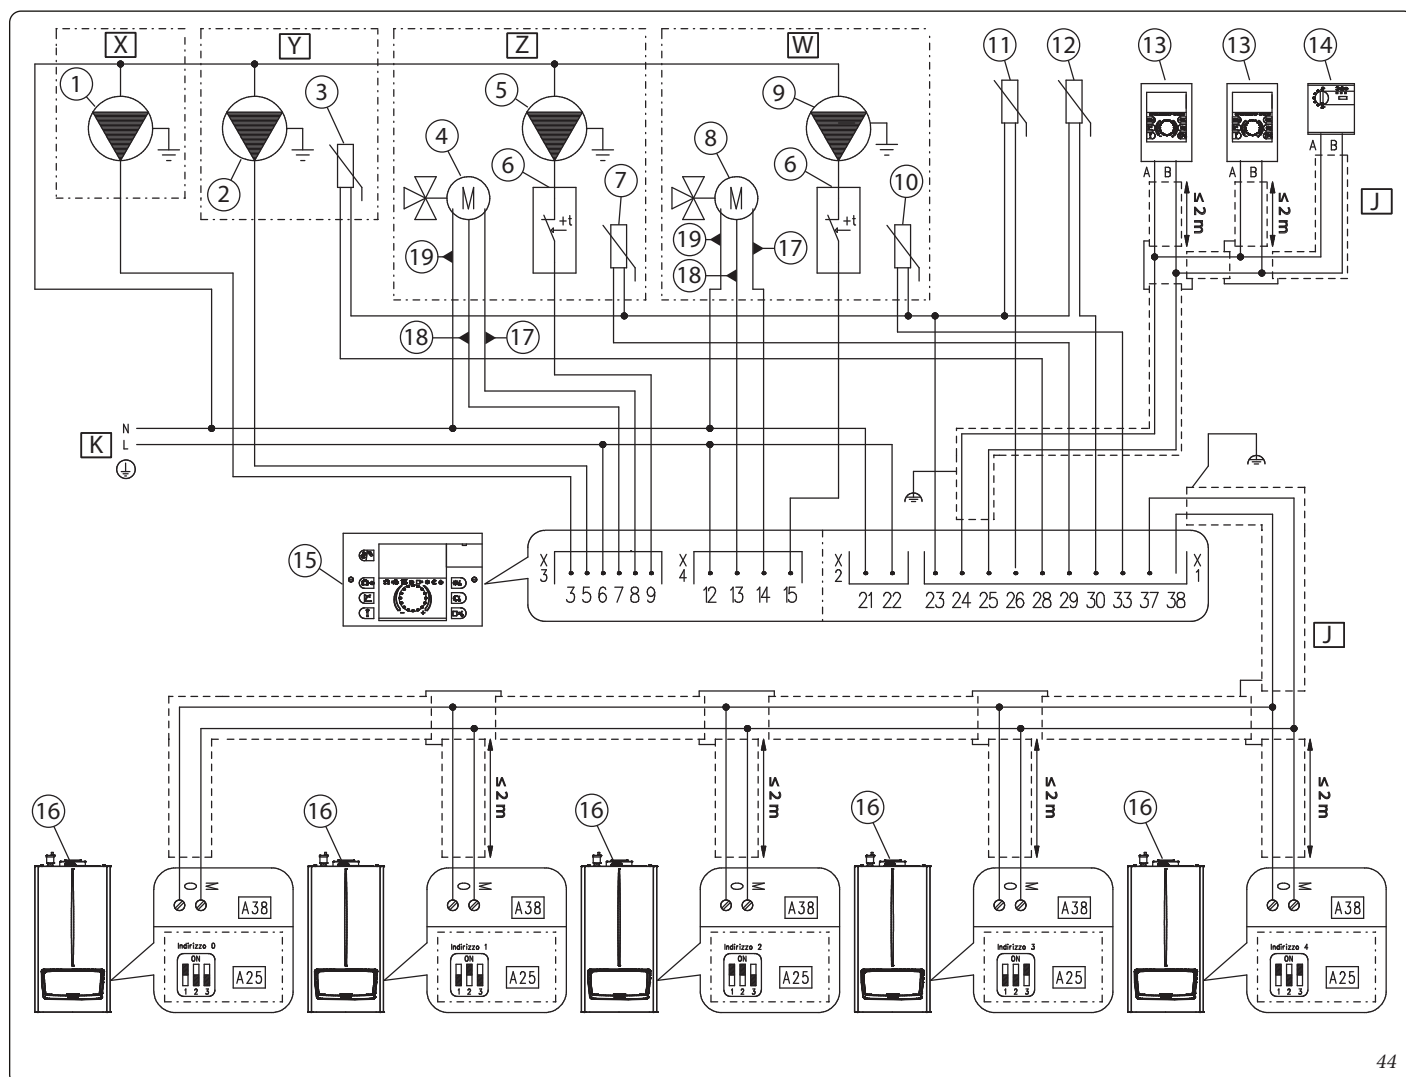 X Y Z W
11 12 13 13 14
1 3 5 9
4 8
2 6 7 6 10
M M
+t +t
A B A B A B
≤ 2 m ≤ 2 m
J
19 19 17
18
18 17
N
K L
15
X3 X4 X2 X1
3 5 6 7 8 9 12 13 14 15 21 22 23 24 25 26 28 29 30 33 37 38
J
≤ 2 m ≤ 2 m ≤ 2 m ≤ 2 m
16 16 16 16 16
O M O M O M O M O M
A38 A38 A38 A38 A38
Indirizzo 0 Indirizzo 1 Indirizzo 2 Indirizzo 3 Indirizzo 4
ON ON ON ON ON
A25 A25 A25 A25 A25
1 2 3 1 2 3 1 2 3 1 2 3 1 2 3
44